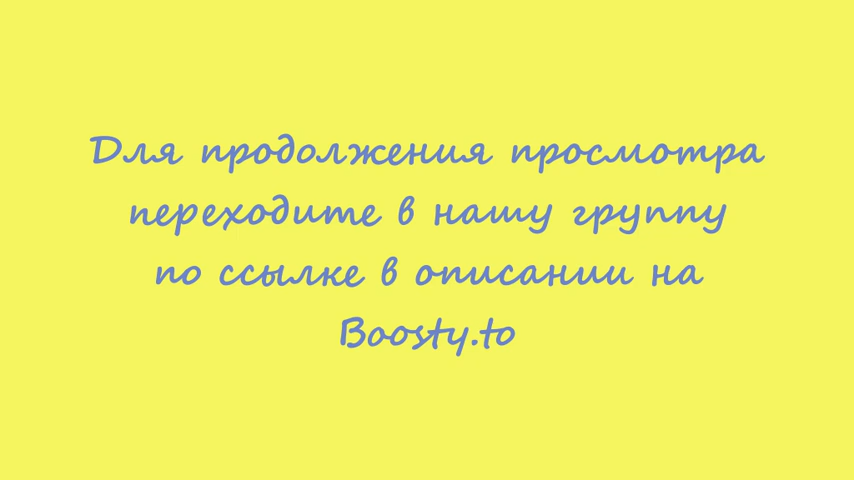 Для продолжения просмотра
переходите в нашу группу
по ссылке в описании на
Boosty.to